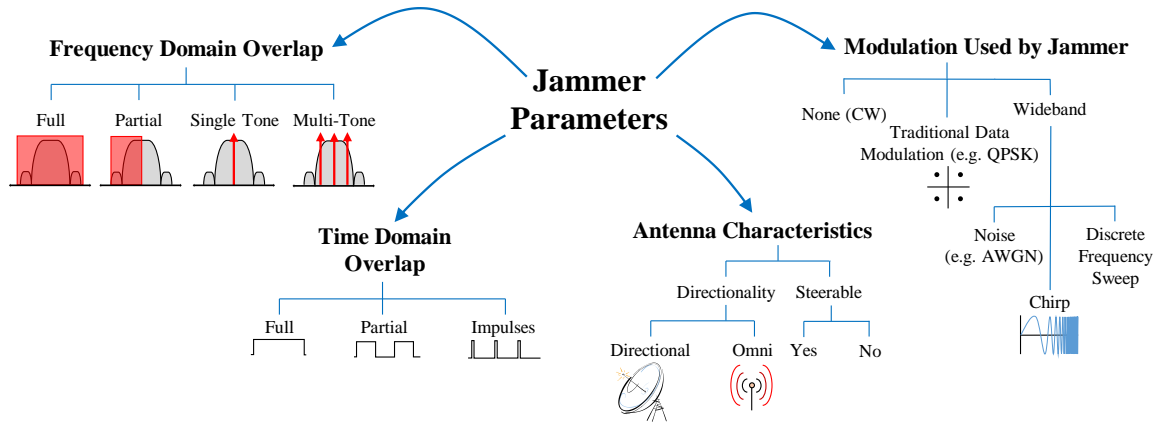 Jammer
Parameters
Frequency Domain Overlap
Full
Partial
Single Tone
Multi-Tone
Time Domain
Overlap
Full
Partial
Impulses
Antenna Characteristics
Directionality
Steerable
Directional
Omni
Yes
No
Modulation Used by Jammer
None (CW)
Traditional Data
Modulation (e.g. QPSK)
Wideband
Noise
(e.g. AWGN)
Discrete
Frequency
Sweep
Chirp